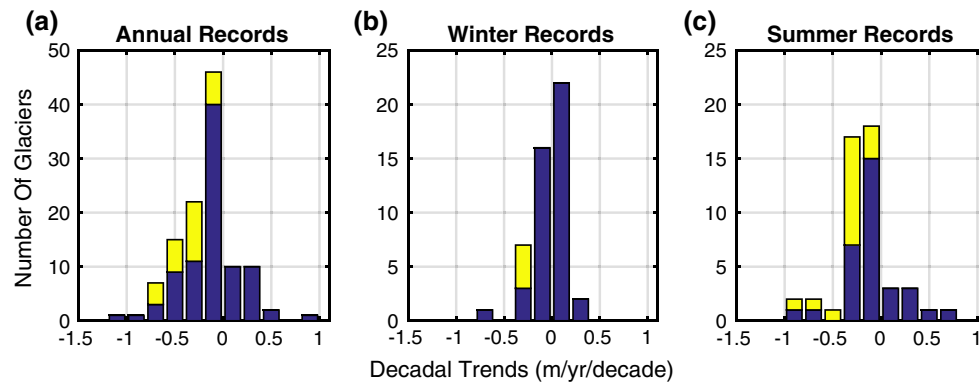 (a) Annual Records
(b) Winter Records
(c) Summer Records
Number Of Glaciers
50
40
30
20
10
0
-1.5 -1 -0.5 0 0.5 1
25
20
15
10
5
0
-1.5 -1 -0.5 0 0.5 1
25
20
15
10
5
0
-1.5 -1 -0.5 0 0.5 1
Decadal Trends (m/yr/decade)